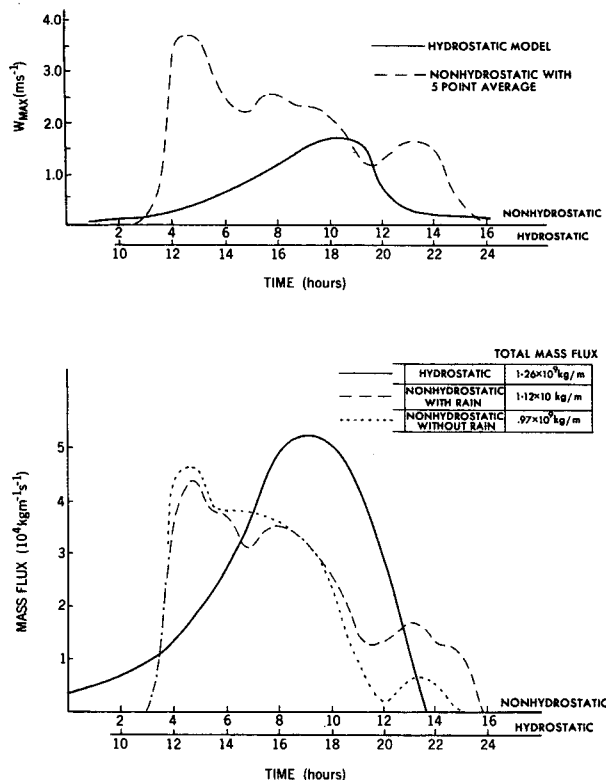 4.0
3.0
2.0
1.0
WMAX (ms-1)
HYDROSTATIC MODEL
NONHYDROSTATIC WITH
5 POINT AVERAGE
NONHYDROSTATIC
2 4 6 8 10 12 14 16
HYDROSTATIC
10 12 14 16 18 20 22 24
TIME (hours)
TOTAL MASS FLUX
HYDROSTATIC 1·26×10⁹kg/m
NONHYDROSTATIC
WITH RAIN 1·12×10 kg/m
NONHYDROSTATIC
WITHOUT RAIN .97×10⁹kg/m
5
4
3
2
1
MASS FLUX (10⁴kgm⁻¹s⁻¹)
NONHYDROSTATIC
2 4 6 8 10 12 14 16
HYDROSTATIC
10 12 14 16 18 20 22 24
TIME (hours)